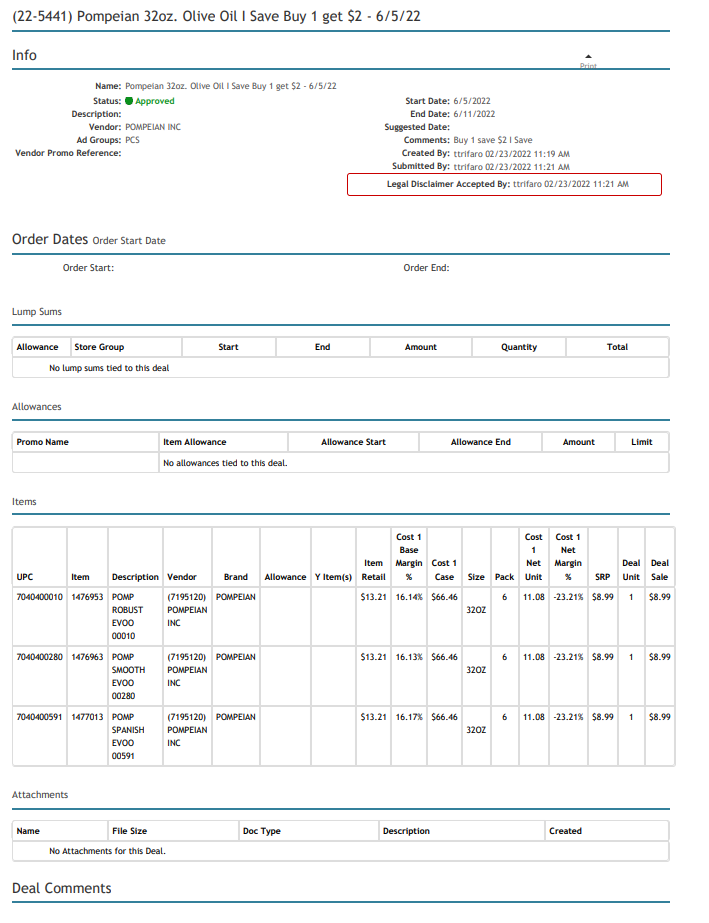 (22-5441) Pompeian 32oz. Olive Oil I Save Buy 1 get $2 - 6/5/22
Info
Print
Name: Pompeian 32oz. Olive Oil I Save Buy 1 get $2 - 6/5/22
Status: Approved
Start Date: 6/5/2022
Description:
End Date: 6/11/2022
Vendor: POMPEIAN INC
Suggested Date:
Ad Groups: PCS
Comments: Buy 1 save $2 I Save
Vendor Promo Reference:
Created By: ttrifaro 02/23/2022 11:19 AM
Submitted By: ttrifaro 02/23/2022 11:21 AM
Legal Disclaimer Accepted By: ttrifaro 02/23/2022 11:21 AM
Order Dates Order Start Date
Order Start: Order End:
Lump Sums
Allowance Store Group Start End Amount Quantity Total
No lump sums tied to this deal
Allowances
Promo Name Item Allowance Allowance Start Allowance End Amount Limit
No allowances tied to this deal.
Items
UPC Item Description Vendor Brand Allowance Y Item(s) Item Retail Cost 1 Base Margin % Cost 1 Case Size Pack Cost 1 Net Unit Cost 1 Net Margin % SRP Deal Unit Deal Sale
7040400010 1476953 POMP ROBUST EVOO 00010 (7195120) POMPEIAN INC POMPEIAN $13.21 16.14% $66.46 32OZ 6 11.08 -23.21% $8.99 1 $8.99
7040400280 1476963 POMP SMOOTH EVOO 00280 (7195120) POMPEIAN INC POMPEIAN $13.21 16.13% $66.46 32OZ 6 11.08 -23.21% $8.99 1 $8.99
7040400591 1477013 POMP SPANISH EVOO 00591 (7195120) POMPEIAN INC POMPEIAN $13.21 16.17% $66.46 32OZ 6 11.08 -23.21% $8.99 1 $8.99
Attachments
Name File Size Doc Type Description Created
No Attachments for this Deal.
Deal Comments